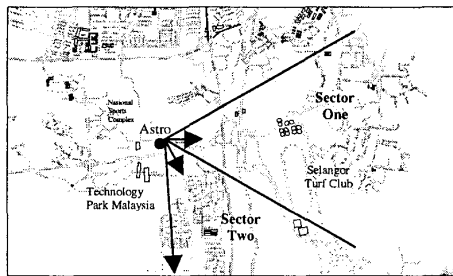 National
Sports
Complex
Astro
Sector
One
Technology
Park Malaysia
Selangor
Turf Club
Sector
Two